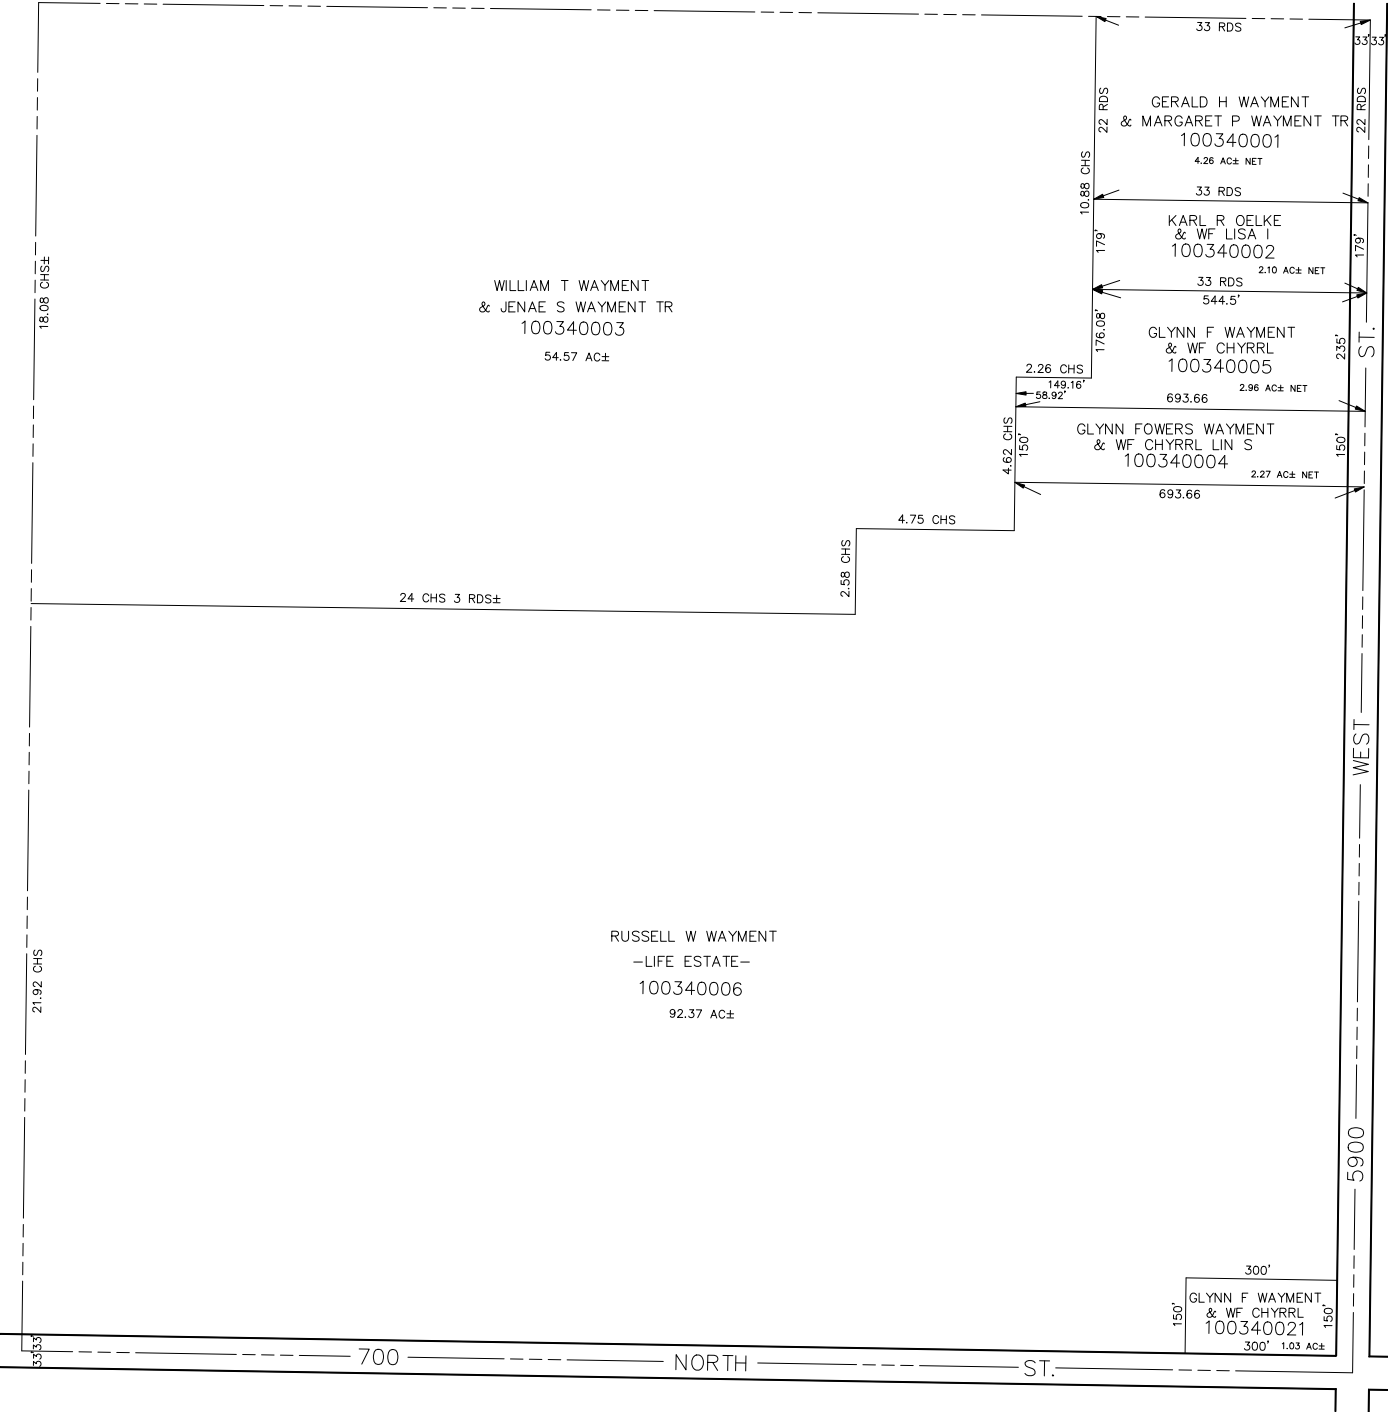 33 RDS
33' 33'
22 RDS
GERALD H WAYMENT
& MARGARET P WAYMENT TR
100340001
4.26 AC± NET
22 RDS
10.88 CHS
33 RDS
KARL R OELKE
& WF LISA I
100340002
2.10 AC± NET
179'
179'
33 RDS
544.5'
18.08 CHS±
WILLIAM T WAYMENT
& JENAE S WAYMENT TR
100340003
54.57 AC±
176.08'
GLYNN F WAYMENT
& WF CHYRRL
100340005
2.96 AC± NET
235'
ST.
2.26 CHS
149.16'
58.92'
693.66
4.62 CHS
150'
GLYNN FOWERS WAYMENT
& WF CHYRRL LIN S
100340004
2.27 AC± NET
150'
693.66
4.75 CHS
2.58 CHS
24 CHS 3 RDS±
WEST
RUSSELL W WAYMENT
-LIFE ESTATE-
100340006
92.37 AC±
21.92 CHS
5900
300'
150'
GLYNN F WAYMENT
& WF CHYRRL
100340021
150'
300' 1.03 AC±
33' 33'
700 NORTH ST.